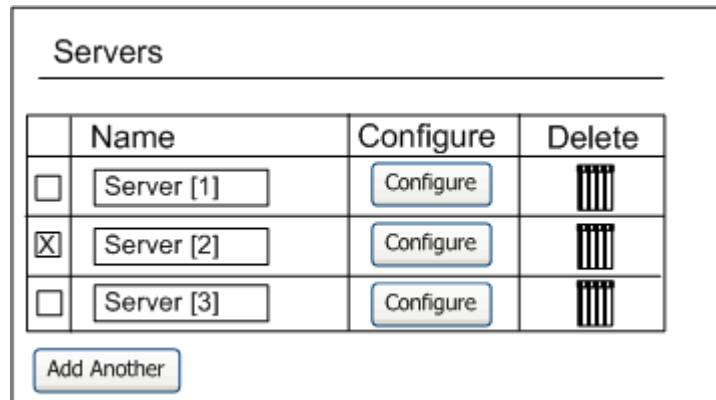 Servers
Name Configure Delete
Server [1] Configure
X Server [2] Configure
Server [3] Configure
Add Another